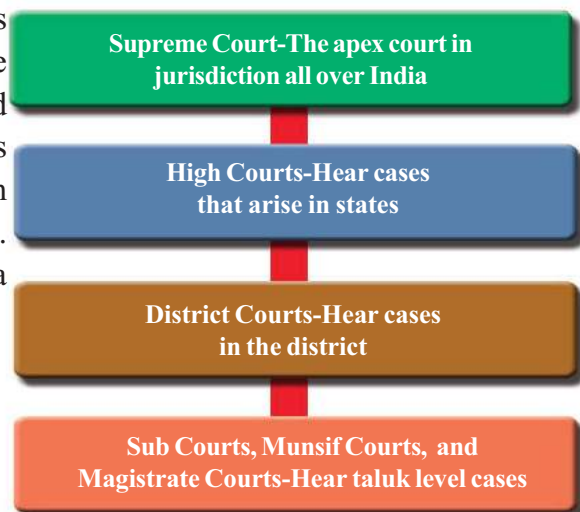 Supreme Court-The apex court in
jurisdiction all over India
High Courts-Hear cases
that arise in states
District Courts-Hear cases
in the district
Sub Courts, Munsif Courts, and
Magistrate Courts-Hear taluk level cases